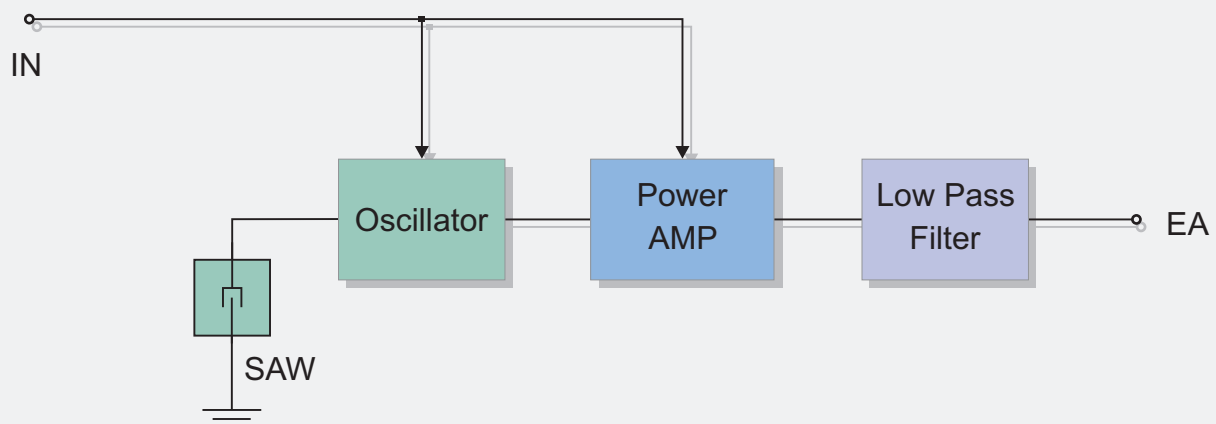 IN
Oscillator
Power
AMP
Low Pass
Filter
EA
SAW